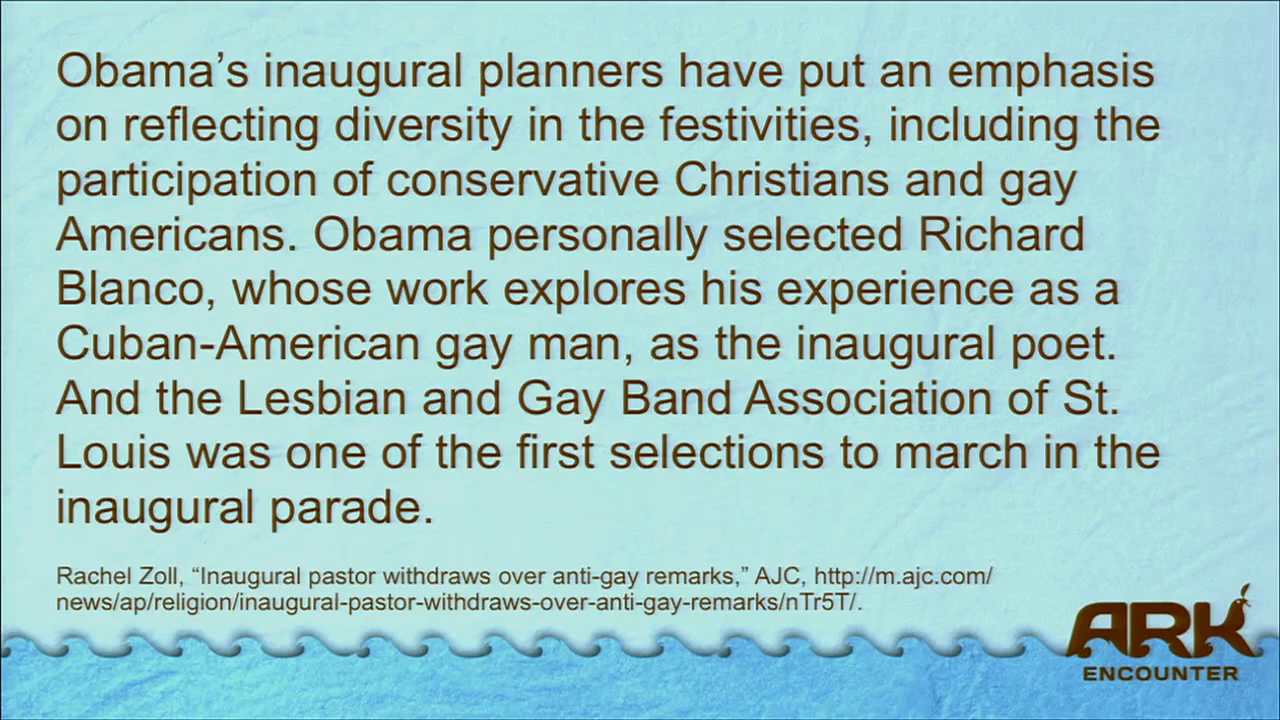 Obama’s inaugural planners have put an emphasis
on reflecting diversity in the festivities, including the
participation of conservative Christians and gay
Americans. Obama personally selected Richard
Blanco, whose work explores his experience as a
Cuban-American gay man, as the inaugural poet.
And the Lesbian and Gay Band Association of St.
Louis was one of the first selections to march in the
inaugural parade.
Rachel Zoll, “Inaugural pastor withdraws over anti-gay remarks,” AJC, http://m.ajc.com/
news/ap/religion/inaugural-pastor-withdraws-over-anti-gay-remarks/nTr5T/.
ARK
ENCOUNTER